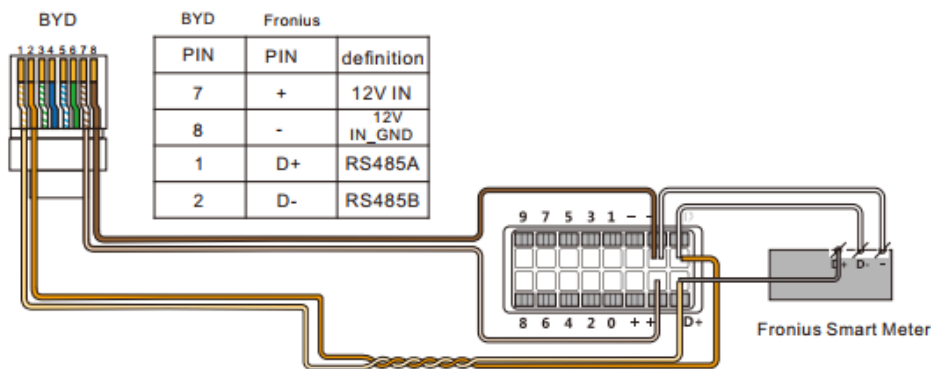 BYD
1 2 3 4 5 6 7 8
BYD Fronius
PIN PIN definition
7 + 12V IN
8 - 12V
IN_GND
1 D+ RS485A
2 D- RS485B
9 7 5 3 1 - -
8 6 4 2 0 + + D+
D+ D- -
Fronius Smart Meter